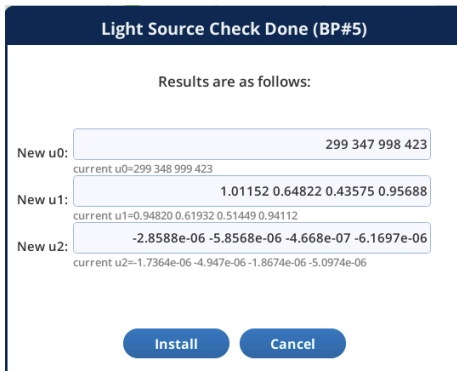 Light Source Check Done (BP#5)
Results are as follows:
New u0: 299 347 998 423
current u0=299 348 999 423
New u1: 1.01152 0.64822 0.43575 0.95688
current u1=0.94820 0.61932 0.51449 0.94112
New u2: -2.8588e-06 -5.8568e-06 -4.668e-07 -6.1697e-06
current u2=-1.7364e-06 -4.947e-06 -1.8674e-06 -5.0974e-06
Install Cancel